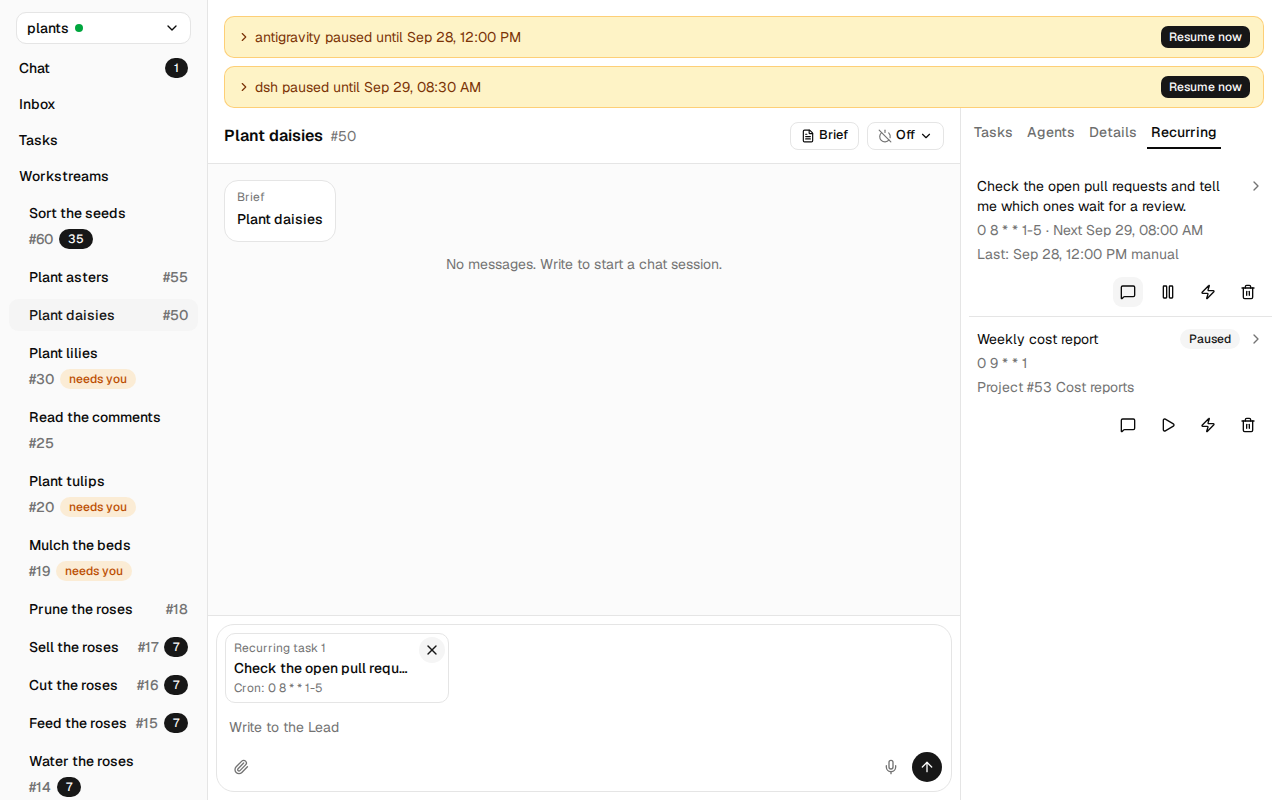 plants
Chat 1
Inbox
Tasks
Workstreams
Sort the seeds
#60 35
Plant asters #55
Plant daisies #50
Plant lilies
#30 needs you
Read the comments
#25
Plant tulips
#20 needs you
Mulch the beds
#19 needs you
Prune the roses #18
Sell the roses #17 7
Cut the roses #16 7
Feed the roses #15 7
Water the roses
#14 7
antigravity paused until Sep 28, 12:00 PM Resume now
dsh paused until Sep 29, 08:30 AM Resume now
Plant daisies #50 Brief Off
Brief
Plant daisies
No messages. Write to start a chat session.
Recurring task 1
Check the open pull requ...
Cron: 0 8 * * 1-5
Write to the Lead
Tasks Agents Details Recurring
Check the open pull requests and tell
me which ones wait for a review.
0 8 * * 1-5 · Next Sep 29, 08:00 AM
Last: Sep 28, 12:00 PM manual
Weekly cost report Paused
0 9 * * 1
Project #53 Cost reports